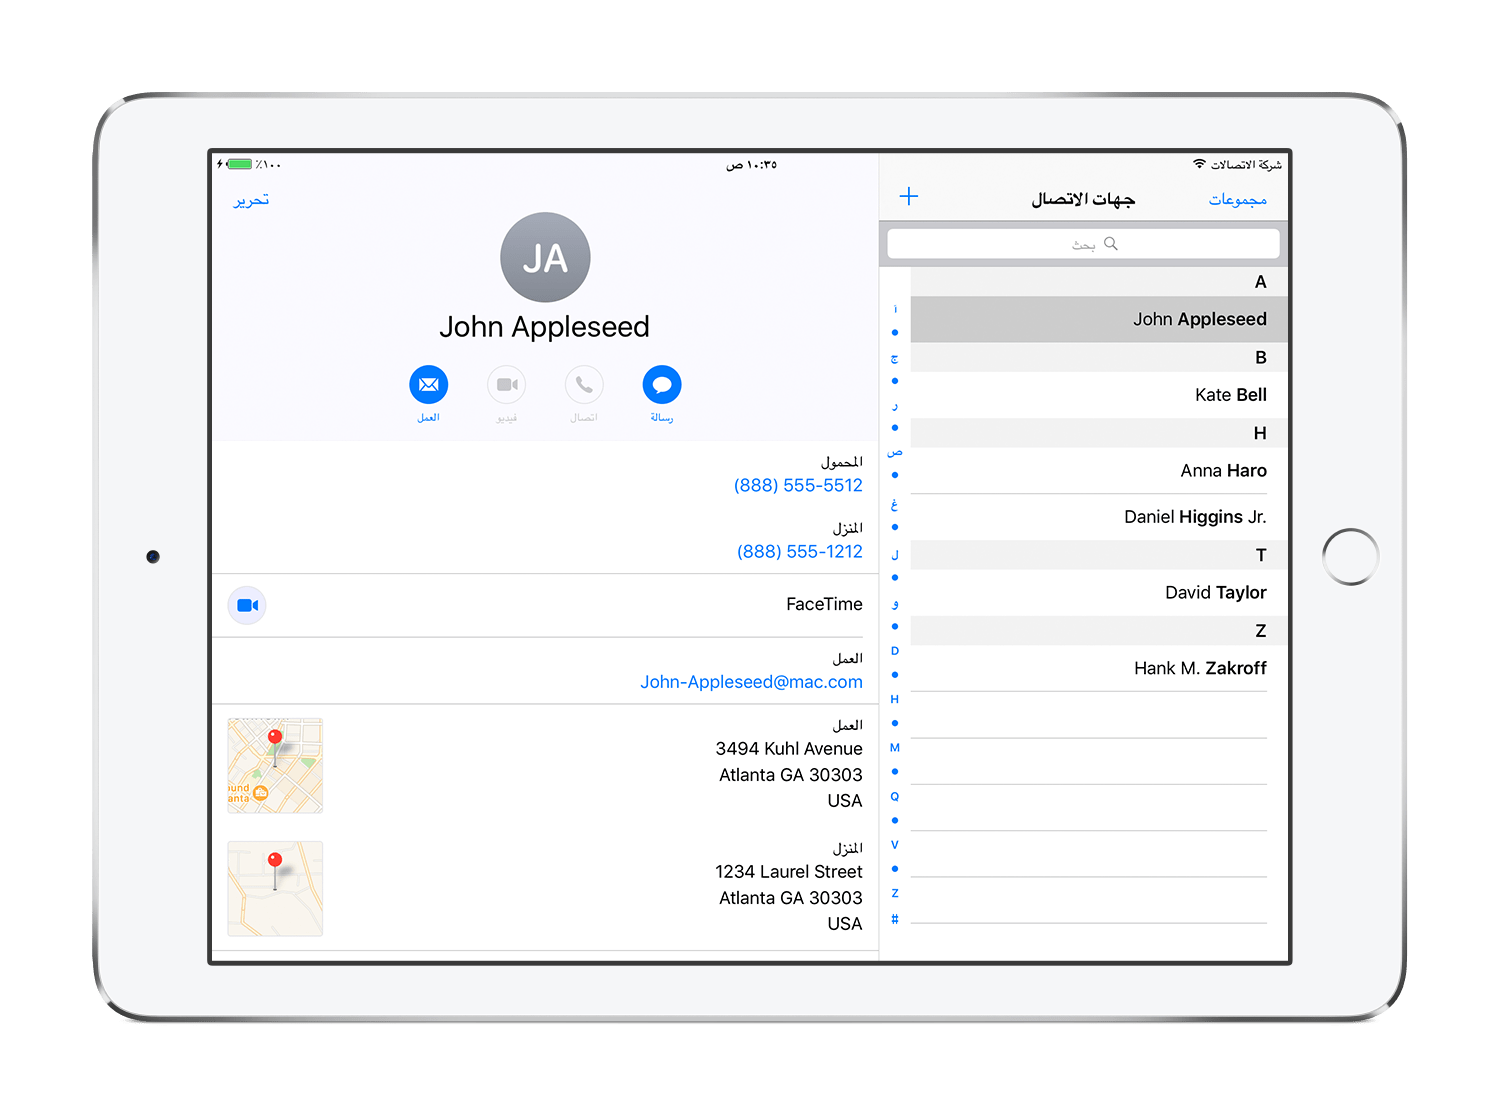 شركة الاتصالات
١٠:٣٥ ص
٪١٠٠
مجموعات
جهات الاتصال
+
بحث
A
John Appleseed
B
Kate Bell
H
Anna Haro
Daniel Higgins Jr.
T
David Taylor
Z
Hank M. Zakroff
آ
ج
ر
ص
غ
ل
و
D
H
M
Q
V
Z
#
تحرير
JA
John Appleseed
رسالة
اتصال
فيديو
العمل
المحمول
(888) 555-5512
المنزل
(888) 555-1212
FaceTime
العمل
John-Appleseed@mac.com
العمل
3494 Kuhl Avenue
Atlanta GA 30303
USA
المنزل
1234 Laurel Street
Atlanta GA 30303
USA